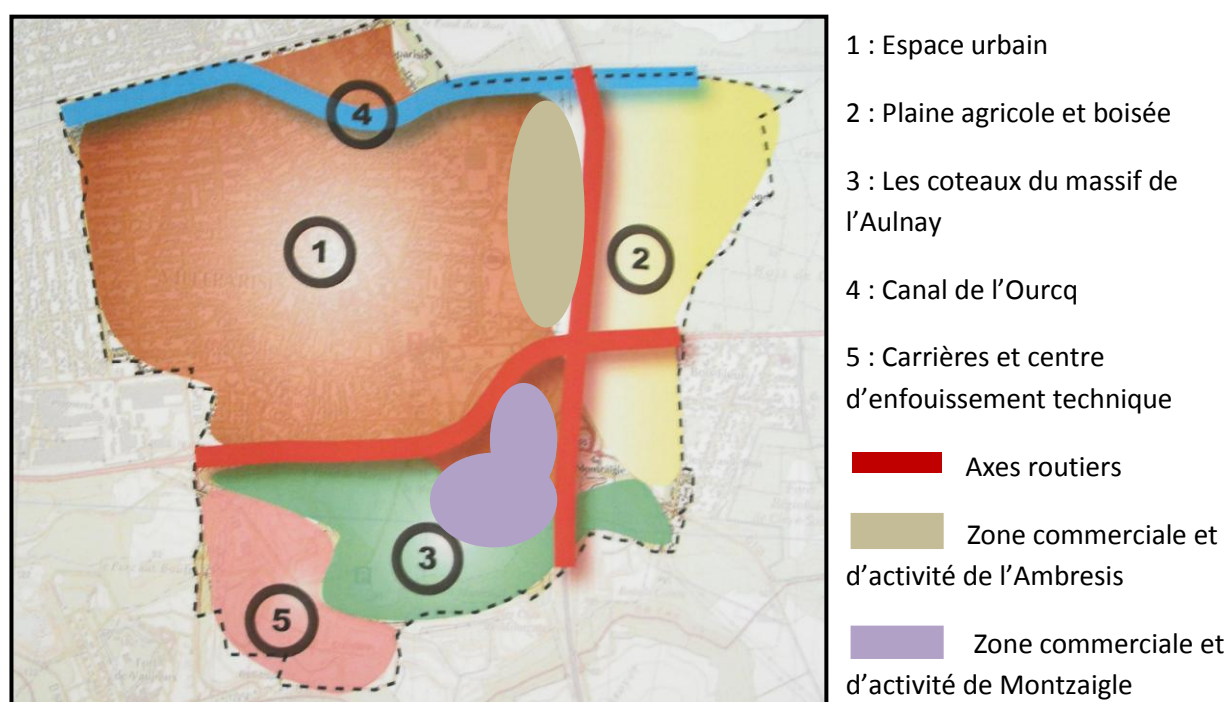 4
1
2
3
5
1 : Espace urbain
2 : Plaine agricole et boisée
3 : Les coteaux du massif de
l’Aulnay
4 : Canal de l’Ourcq
5 : Carrières et centre
d’enfouissement technique
Axes routiers
Zone commerciale et
d’activité de l’Ambresis
Zone commerciale et
d’activité de Montzaigle